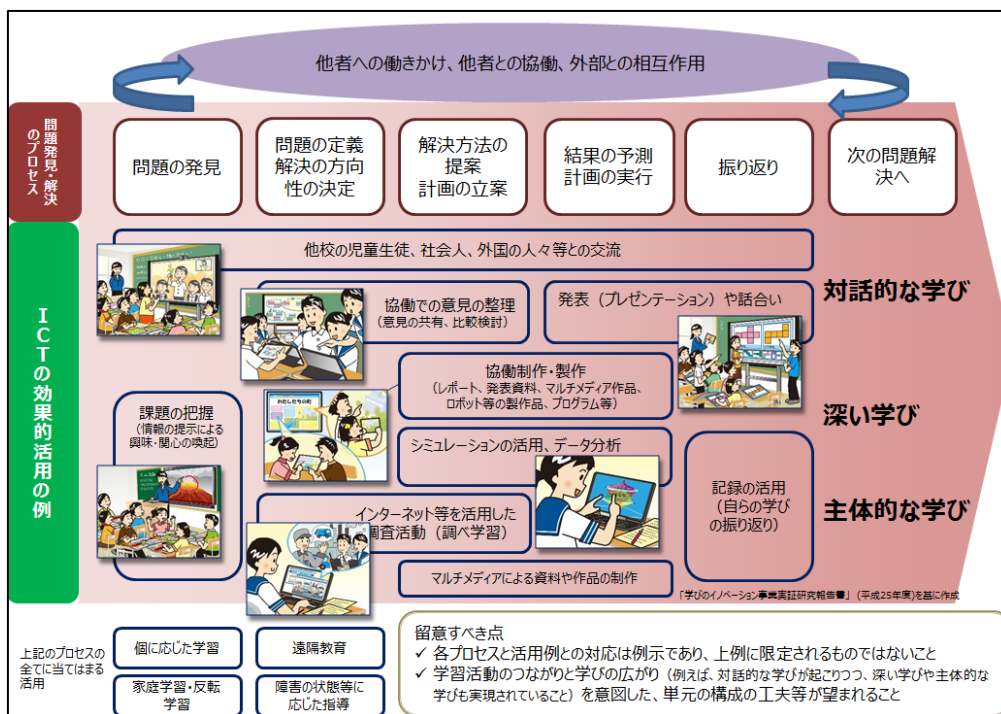 他者への働きかけ、他者との協働、外部との相互作用
問題発見・解決
のプロセス
問題の発見
問題の定義
解決の方向
性の決定
解決方法の
提案
計画の立案
結果の予測
計画の実行
振り返り
次の問題解
決へ
ICTの効果的活用の例
他校の児童生徒、社会人、外国の人々等との交流
協働での意見の整理
(意見の共有、比較検討)
発表(プレゼンテーション)や話合い
対話的な学び
協働制作・製作
(レポート、発表資料、マルチメディア作品、
ロボット等の製作品、プログラム等)
わたしたちの町
課題の把握
(情報の提示による
興味・関心の喚起)
深い学び
シミュレーションの活用、データ分析
記録の活用
(自らの学び
の振り返り)
主体的な学び
インターネット等を活用した
調査活動(調べ学習)
マルチメディアによる資料や作品の制作
「学びのイノベーション事業実証研究報告書」(平成25年度)を基に作成
上記のプロセスの
全てに当てはまる
活用
個に応じた学習
遠隔教育
家庭学習・反転
学習
障害の状態等に
応じた指導
留意すべき点
✓ 各プロセスと活用例との対応は例示であり、上例に限定されるものではないこと
✓ 学習活動のつながりと学びの広がり(例えば、対話的な学びが起こりつつ、深い学びや主体的な
学びも実現されていること)を意図した、単元の構成の工夫等が望まれること